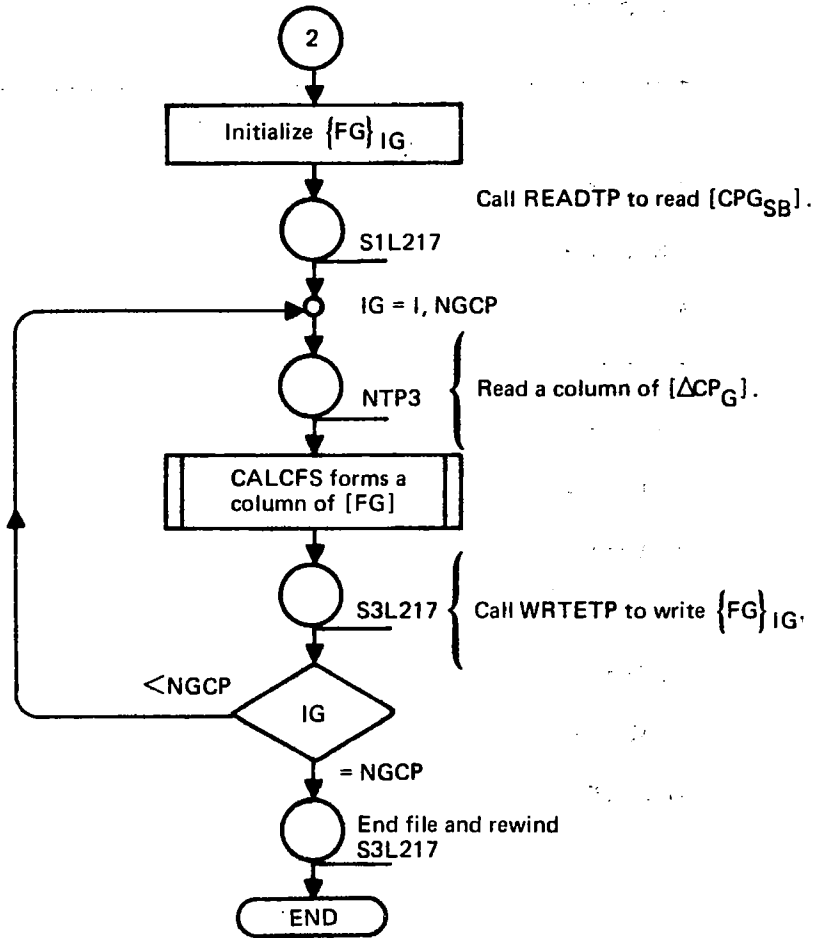 2
Initialize {FG}IG
Call READTP to read [CPGSB].
S1L217
IG = I, NGCP
NTP3
Read a column of [ΔCPG].
CALCFS forms a
column of [FG]
S3L217
Call WRTETP to write {FG}IG,
<NGCP
IG
= NGCP
End file and rewind
S3L217
END